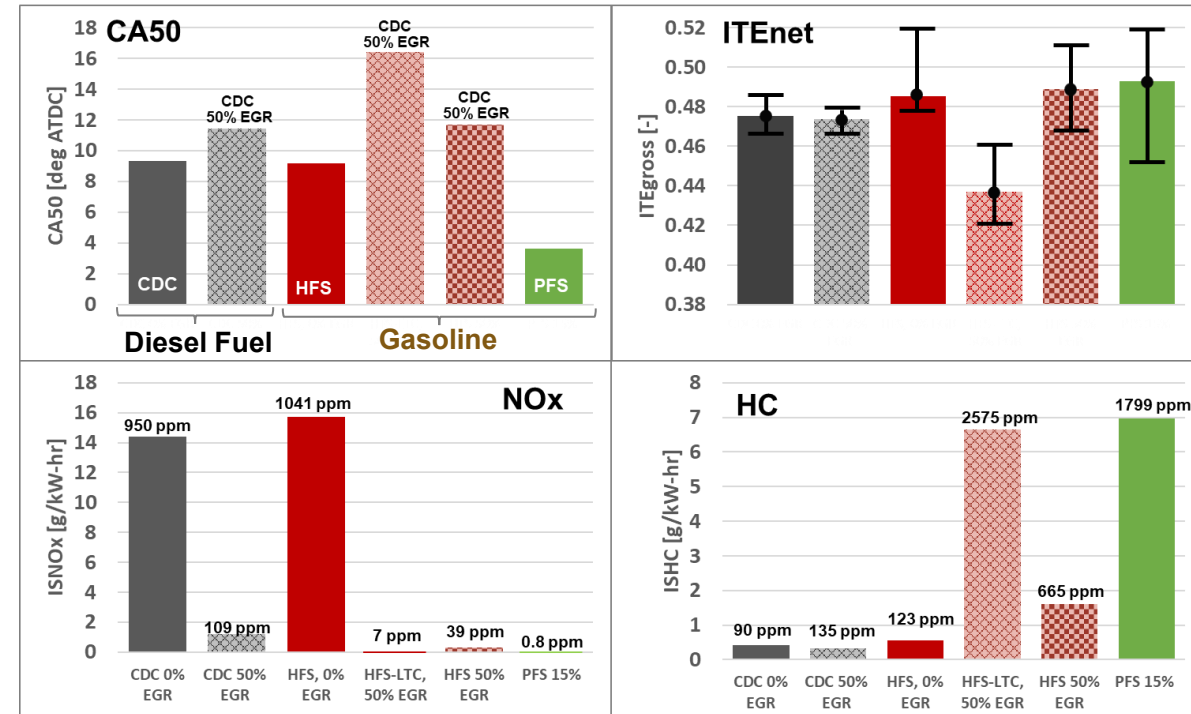 CA50
CA50 [deg ATDC]
18
16
14
12
10
8
6
4
2
0
CDC
50% EGR
CDC
50% EGR
CDC
50% EGR
CDC
HFS
PFS
Diesel Fuel
Gasoline
ITEnet
ITEgross [-]
0.52
0.50
0.48
0.46
0.44
0.42
0.40
0.38
NOx
ISNOx [g/kW-hr]
18
16
14
12
10
8
6
4
2
0
950 ppm
109 ppm
1041 ppm
7 ppm
39 ppm
0.8 ppm
CDC 0%
EGR
CDC 50%
EGR
HFS, 0%
EGR
HFS-LTC,
50% EGR
HFS 50%
EGR
PFS 15%
HC
ISHC [g/kW-hr]
8
7
6
5
4
3
2
1
0
90 ppm
135 ppm
123 ppm
2575 ppm
665 ppm
1799 ppm
CDC 0%
EGR
CDC 50%
EGR
HFS, 0%
EGR
HFS-LTC,
50% EGR
HFS 50%
EGR
PFS 15%